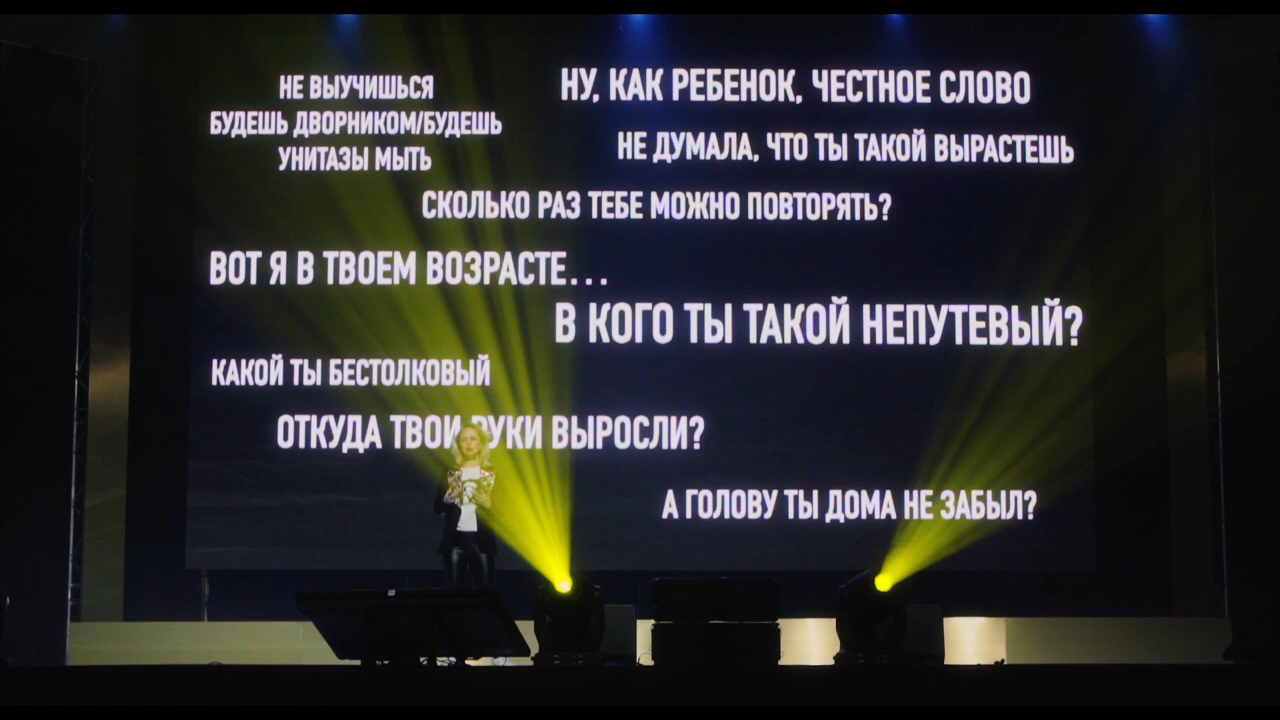 НЕ ВЫУЧИШЬСЯ
БУДЕШЬ ДВОРНИКОМ/БУДЕШЬ
УНИТАЗЫ МЫТЬ
НУ, КАК РЕБЕНОК, ЧЕСТНОЕ СЛОВО
НЕ ДУМАЛА, ЧТО ТЫ ТАКОЙ ВЫРАСТЕШЬ
СКОЛЬКО РАЗ ТЕБЕ МОЖНО ПОВТОРЯТЬ?
ВОТ Я В ТВОЕМ ВОЗРАСТЕ...
В КОГО ТЫ ТАКОЙ НЕПУТЕВЫЙ?
КАКОЙ ТЫ БЕСТОЛКОВЫЙ
ОТКУДА ТВОИ РУКИ ВЫРОСЛИ?
А ГОЛОВУ ТЫ ДОМА НЕ ЗАБЫЛ?